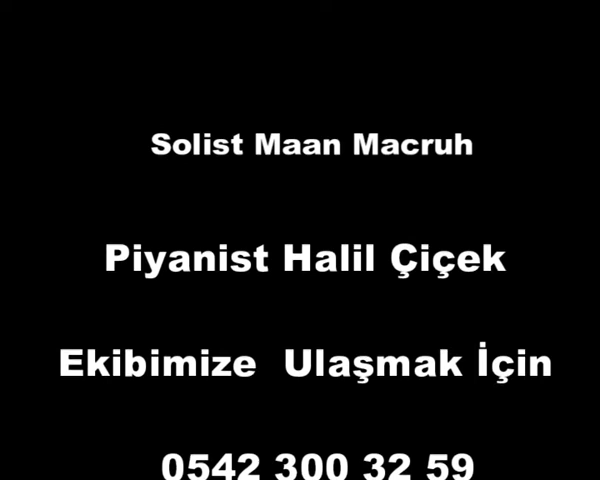 Solist Maan Macruh
Piyanist Halil Çiçek
Ekibimize  Ulaşmak İçin
0542 300 32 59